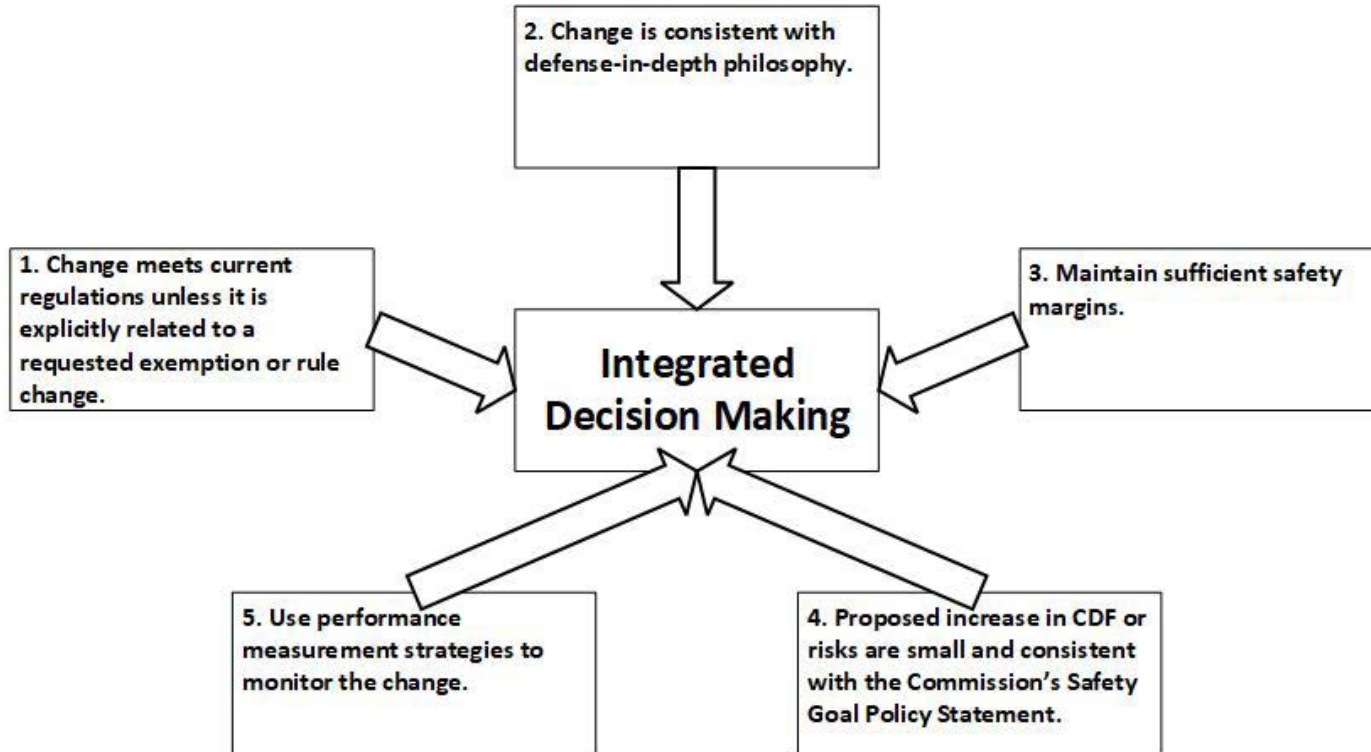 2. Change is consistent with
defense-in-depth philosophy.
1. Change meets current
regulations unless it is
explicitly related to a
requested exemption or rule
change.
3. Maintain sufficient safety
margins.
Integrated
Decision Making
5. Use performance
measurement strategies to
monitor the change.
4. Proposed increase in CDF or
risks are small and consistent
with the Commission’s Safety
Goal Policy Statement.